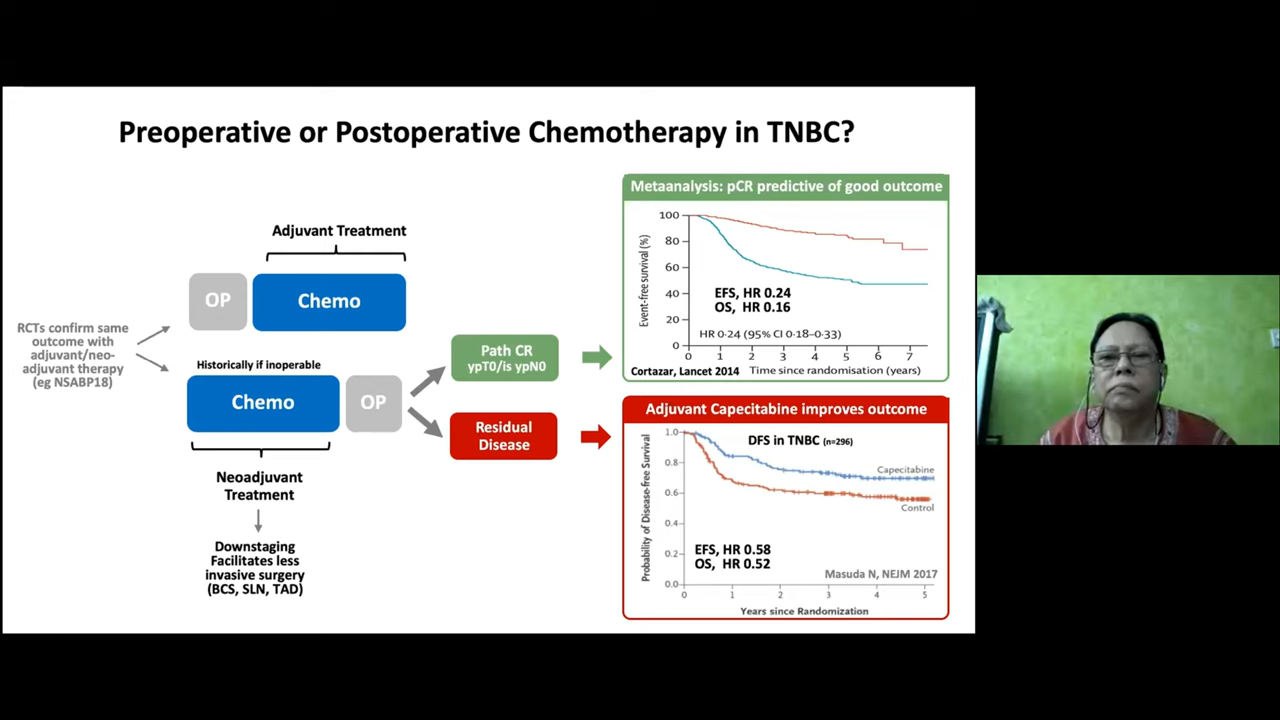 Preoperative or Postoperative Chemotherapy in TNBC?
Adjuvant Treatment
OP
Chemo
RCTs confirm same
outcome with
adjuvant/neo-
adjuvant therapy
(eg NSABP18)
Historically if inoperable
Chemo
OP
Neoadjuvant
Treatment
Downstaging
Facilitates less
invasive surgery
(BCS, SLN, TAD)
Path CR
ypT0/is ypN0
Residual
Disease
Metaanalysis: pCR predictive of good outcome
Event-free survival (%)
100
80
60
40
20
0
EFS, HR 0.24
OS, HR 0.16
HR 0·24 (95% CI 0·18–0·33)
0 1 2 3 4 5 6 7
Cortazar, Lancet 2014
Time since randomisation (years)
Adjuvant Capecitabine improves outcome
Probability of Disease-free Survival
1.0
0.8
0.6
0.4
0.2
0.0
DFS in TNBC (n=296)
Capecitabine
Control
EFS, HR 0.58
OS, HR 0.52
Masuda N, NEJM 2017
0 1 2 3 4 5
Years since Randomization